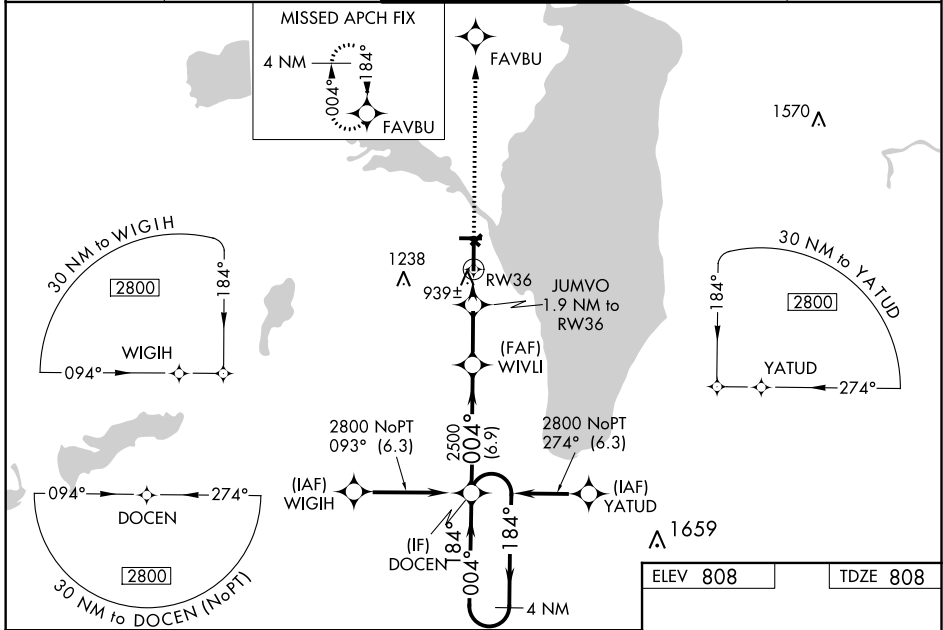 MISSED APCH FIX
4 NM
184°
004°
FAVBU
FAVBU
1570
30 NM to WIGIH
2800
184°
WIGIH
094°
1238
939±
RW36
JUMVO
1.9 NM to
RW36
(FAF)
WIVLI
30 NM to YATUD
2800
184°
YATUD
274°
2800 NoPT
093° (6.3)
2500
004°
(6.9)
2800 NoPT
274° (6.3)
(IAF)
WIGIH
(IAF)
YATUD
094°
274°
DOCEN
2800
30 NM to DOCEN (NoPT)
(IF)
DOCEN
184°
004°
184°
4 NM
1659
ELEV 808
TDZE 808